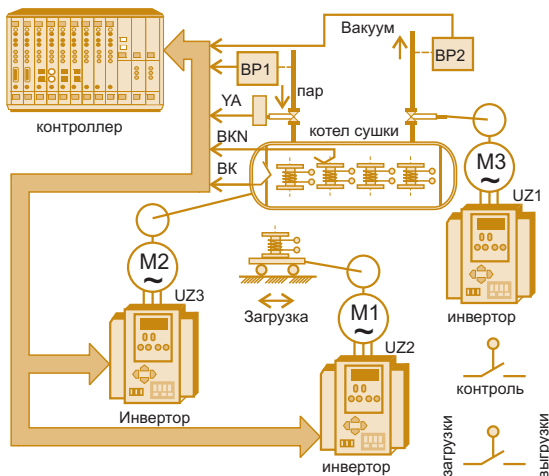 Вакуум
BP1
BP2
пар
YA
контроллер
котел сушки
BKN
BK
M3
~
UZ1
M2
~
UZ3
Загрузка
M1
~
UZ2
инвертор
контроль
Инвертор
инвертор
загрузки
выгрузки